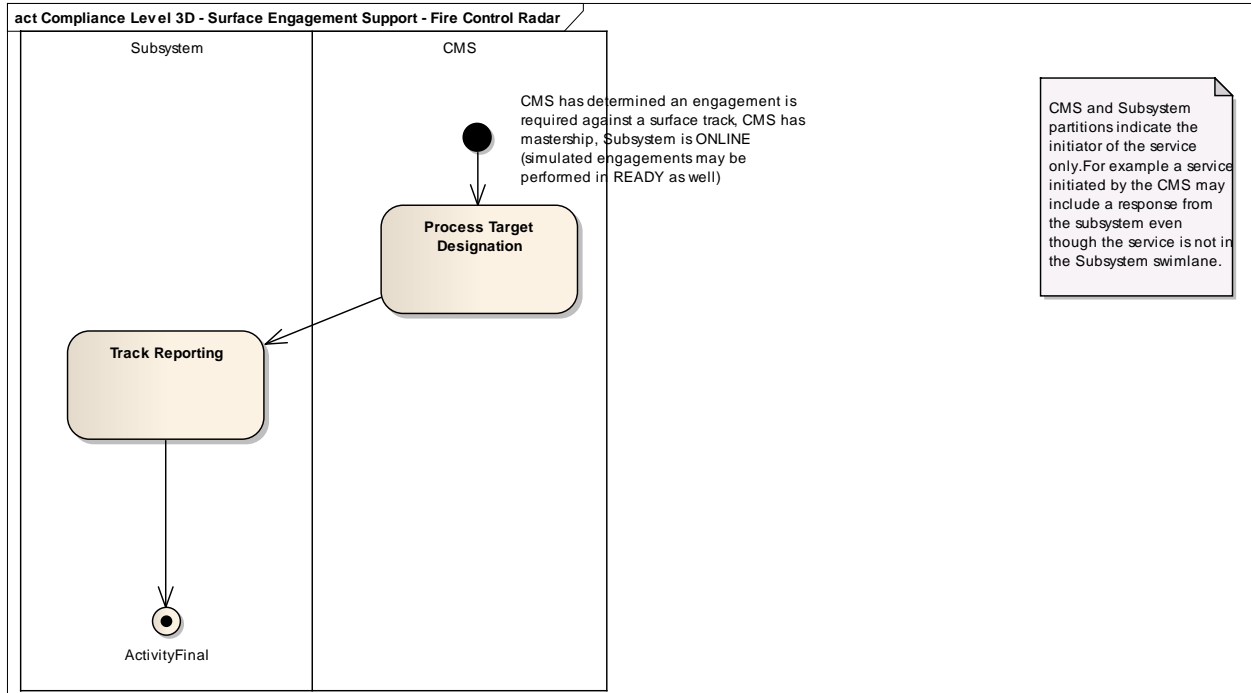 act Compliance Level 3D - Surface Engagement Support - Fire Control Radar
Subsystem
CMS
CMS has determined an engagement is
required against a surface track, CMS has
mastership, Subsystem is ONLINE
(simulated engagements may be
performed in READY as well)
CMS and Subsystem
partitions indicate the
initiator of the service
only.For example a service
initiated by the CMS may
include a response from
the subsystem even
though the service is not in
the Subsystem swimlane.
Process Target
Designation
Track Reporting
ActivityFinal